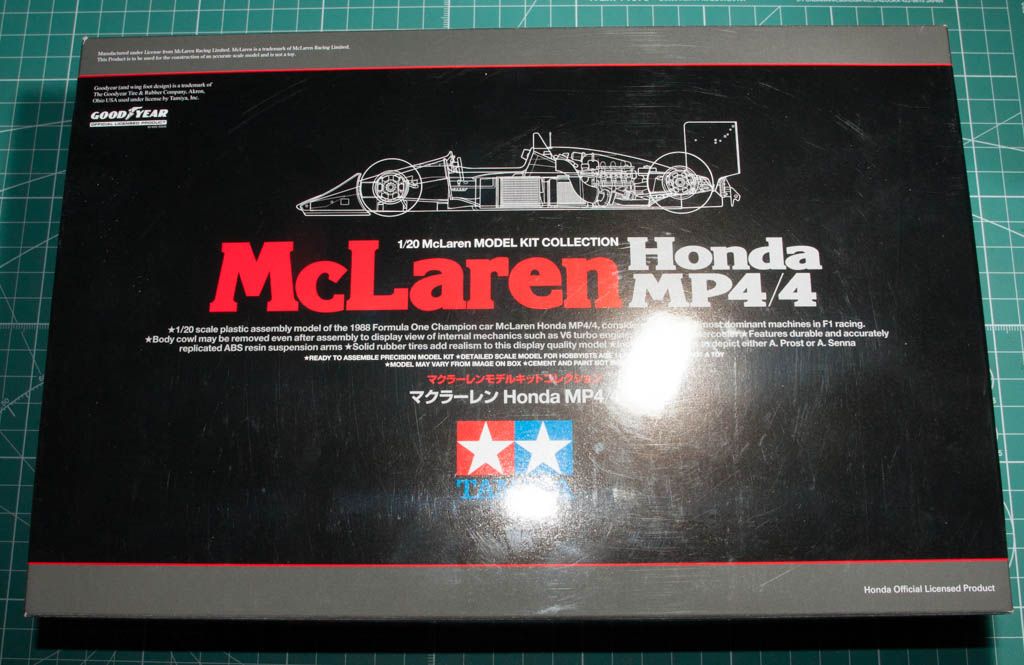 Manufactured under License from McLaren Racing Limited. McLaren is a trademark of McLaren Racing Limited.
This Product is to be used for the construction of an accurate scale model and is not a toy.
Goodyear (and wing foot design) is a trademark of
The Goodyear Tire & Rubber Company, Akron,
Ohio USA used under license by Tamiya, Inc.
GOODYEAR
OFFICIAL LICENSED PRODUCT
1/20 McLaren MODEL KIT COLLECTION
McLaren Honda
MP4/4
★1/20 scale plastic assembly model of the 1988 Formula One Champion car McLaren Honda MP4/4, most dominant machines in F1 racing.
★Body cowl may be removed even after assembly to display view of internal mechanics such as V6 turbo ★Features durable and accurately
replicated ABS resin suspension arms ★Solid rubber tires add realism to this display quality model depict either A. Prost or A. Senna
★READY TO ASSEMBLE PRECISION MODEL KIT ★DETAILED SCALE MODEL FOR HOBBYISTS A TOY
★MODEL MAY VARY FROM IMAGE ON BOX ★CEMENT AND PAINT NOT
マクラーレンモデルキットコレクション
マクラーレン Honda MP4/
TAMIYA
Honda Official Licensed Product